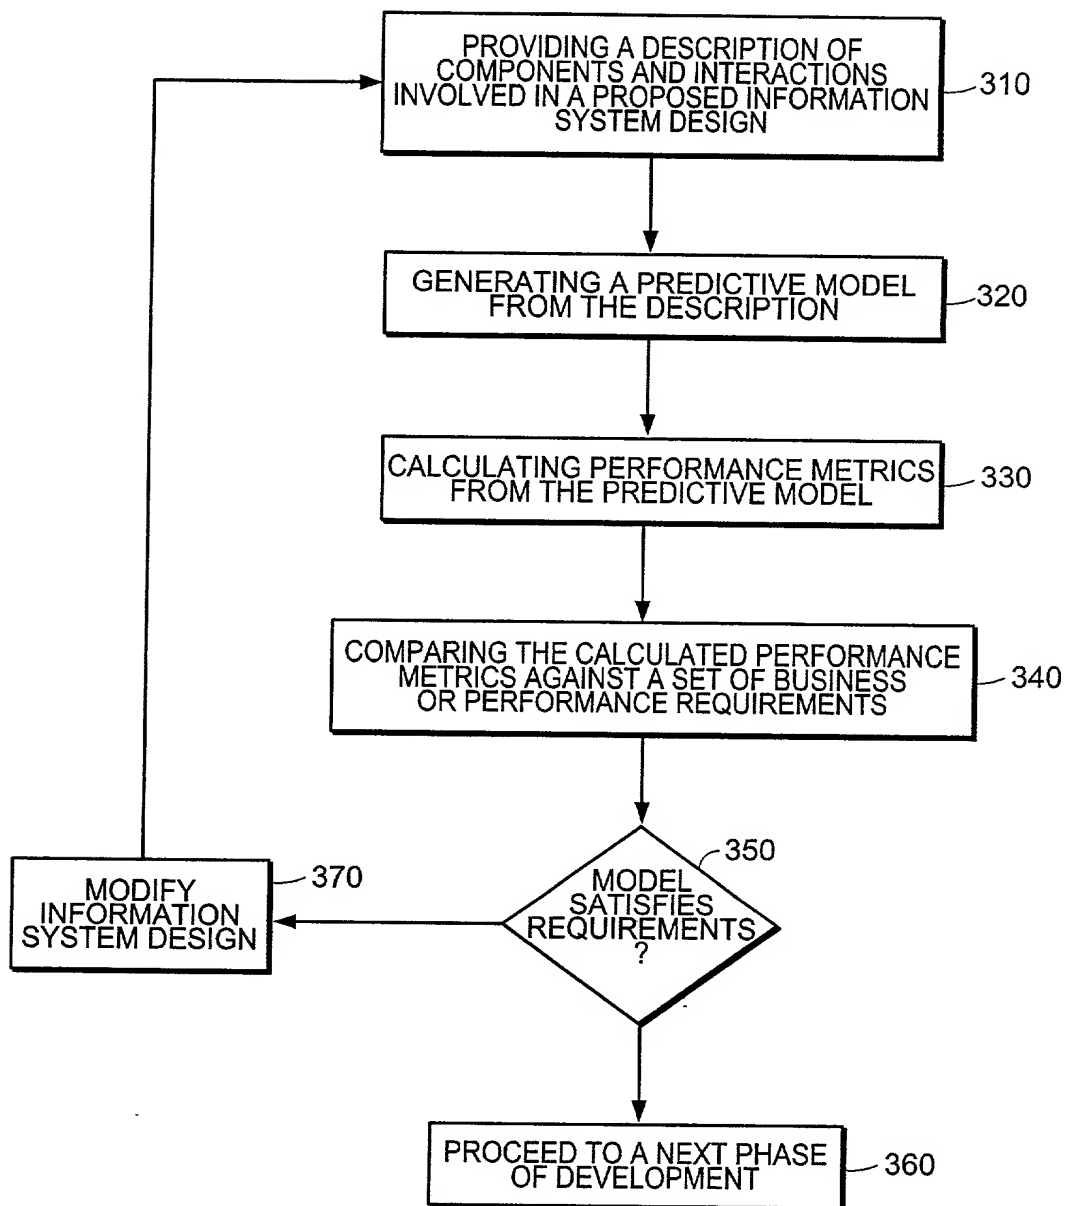 PROVIDING A DESCRIPTION OF
COMPONENTS AND INTERACTIONS
INVOLVED IN A PROPOSED INFORMATION
SYSTEM DESIGN
310
GENERATING A PREDICTIVE MODEL
FROM THE DESCRIPTION
320
CALCULATING PERFORMANCE METRICS
FROM THE PREDICTIVE MODEL
330
COMPARING THE CALCULATED PERFORMANCE
METRICS AGAINST A SET OF BUSINESS
OR PERFORMANCE REQUIREMENTS
340
350
MODEL
SATISFIES
REQUIREMENTS
?
370
MODIFY
INFORMATION
SYSTEM DESIGN
PROCEED TO A NEXT PHASE
OF DEVELOPMENT
360